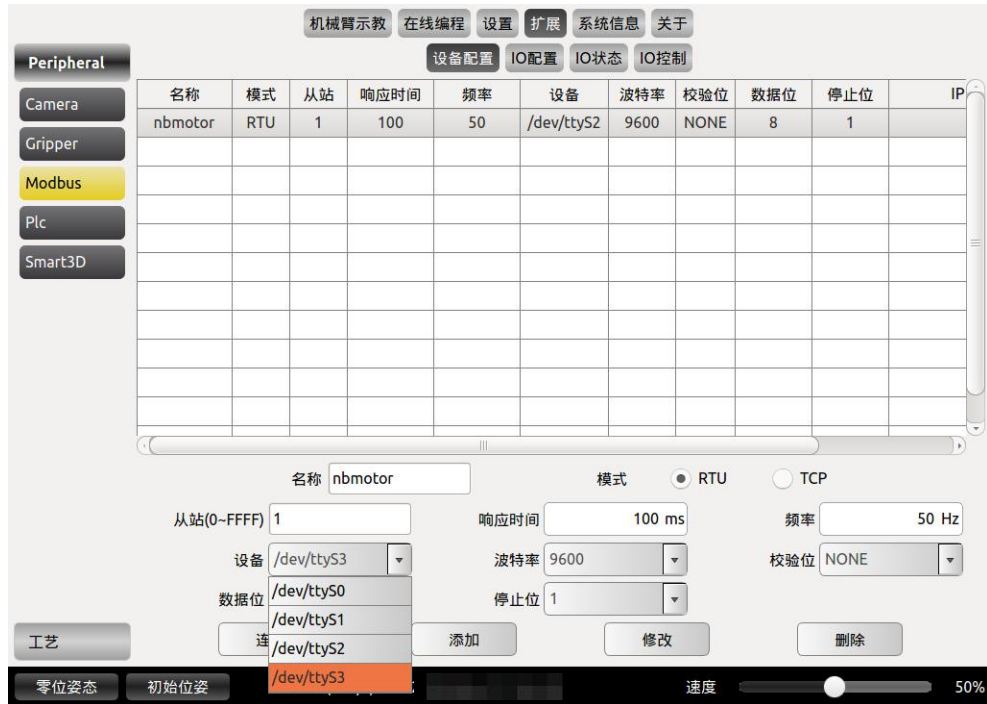 机械臂示教 在线编程 设置 扩展 系统信息 关于
Peripheral 设备配置 IO配置 IO状态 IO控制
Camera
Gripper
Modbus
Plc
Smart3D
名称 模式 从站 响应时间 频率 设备 波特率 校验位 数据位 停止位 IP
nbmotor RTU 1 100 50 /dev/ttyS2 9600 NONE 8 1
名称 nbmotor 模式 RTU TCP
从站(0~FFFF) 1 响应时间 100 ms 频率 50 Hz
设备 /dev/ttyS3 波特率 9600 校验位 NONE
数据位 /dev/ttyS0 停止位 1
/dev/ttyS1
工艺 连 /dev/ttyS2 添加 修改 删除
/dev/ttyS3
零位姿态 初始位姿 速度 50%